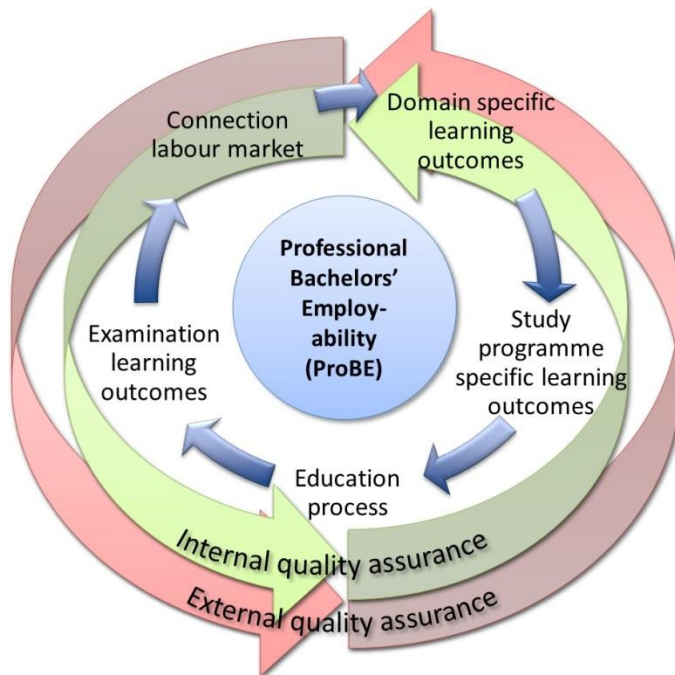 Connection
labour market
Domain specific
learning
outcomes
Professional
Bachelors’
Employ-
ability
(ProBE)
Examination
learning
outcomes
Study
programme
specific learning
outcomes
Education
process
Internal quality assurance
External quality assurance